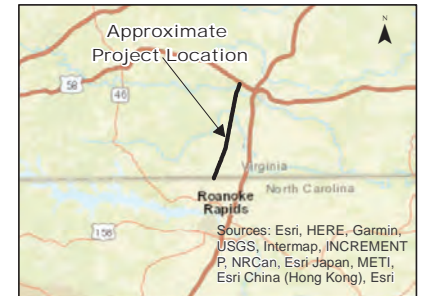 Approximate
Project Location
N
58
46
Virginia
North Carolina
Roanoke
Rapids
158
Sources: Esri, HERE, Garmin,
USGS, Intermap, INCREMENT
P, NRCan, Esri Japan, METI,
Esri China (Hong Kong), Esri